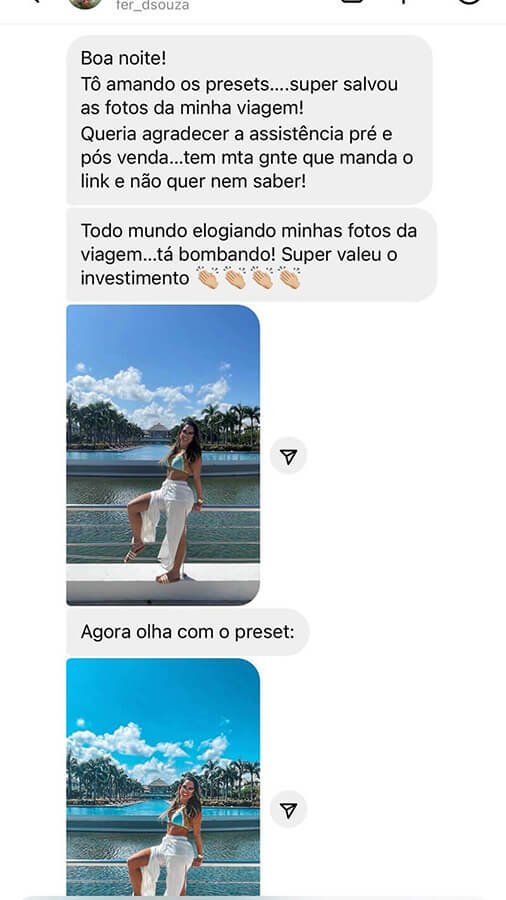 fer_dsouza
Boa noite!
Tô amando os presets....super salvou
as fotos da minha viagem!
Queria agradecer a assistência pré e
pós venda...tem mta gnte que manda o
link e não quer nem saber!
Todo mundo elogiando minhas fotos da
viagem...tá bombando! Super valeu o
investimento 👏🏼👏🏼👏🏼👏🏼
Agora olha com o preset: